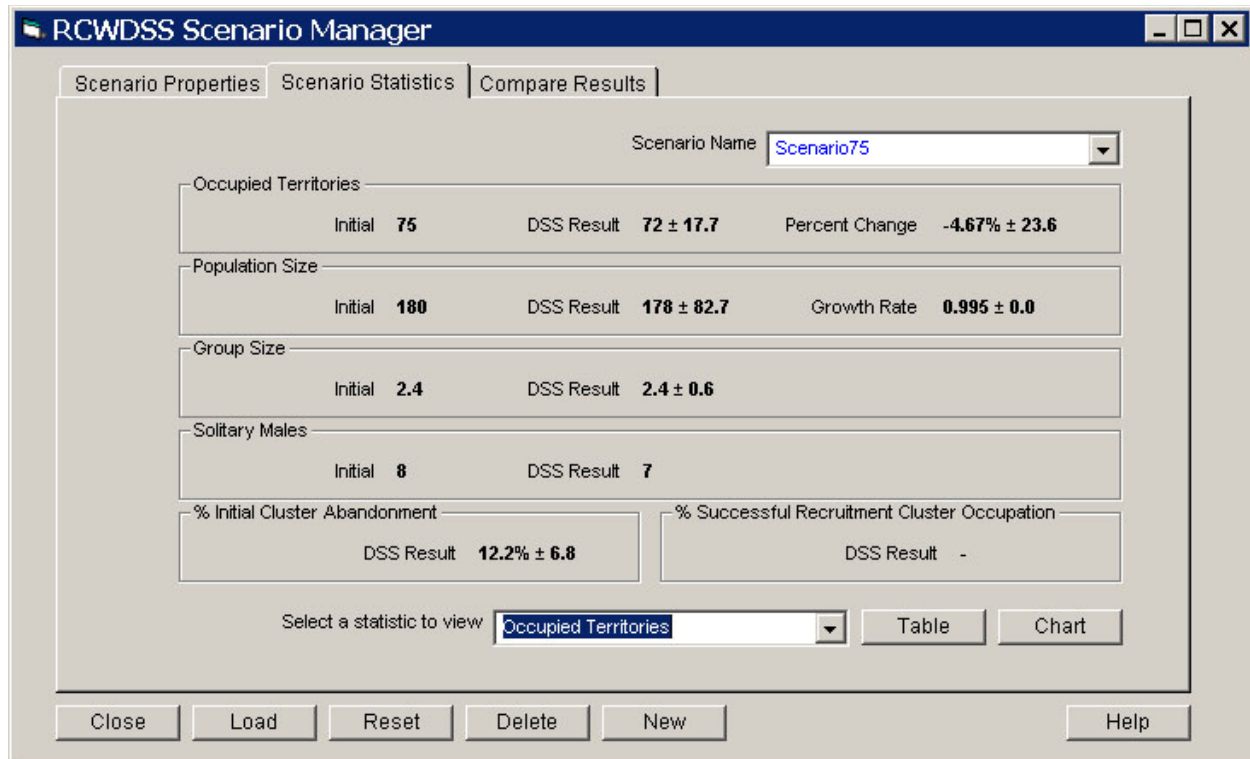 RCWDSS Scenario Manager
Scenario Properties Scenario Statistics Compare Results
Scenario Name Scenario75
Occupied Territories
Initial 75 DSS Result 72 ± 17.7 Percent Change -4.67% ± 23.6
Population Size
Initial 180 DSS Result 178 ± 82.7 Growth Rate 0.995 ± 0.0
Group Size
Initial 2.4 DSS Result 2.4 ± 0.6
Solitary Males
Initial 8 DSS Result 7
% Initial Cluster Abandonment % Successful Recruitment Cluster Occupation
DSS Result 12.2% ± 6.8 DSS Result -
Select a statistic to view Occupied Territories Table Chart
Close Load Reset Delete New Help